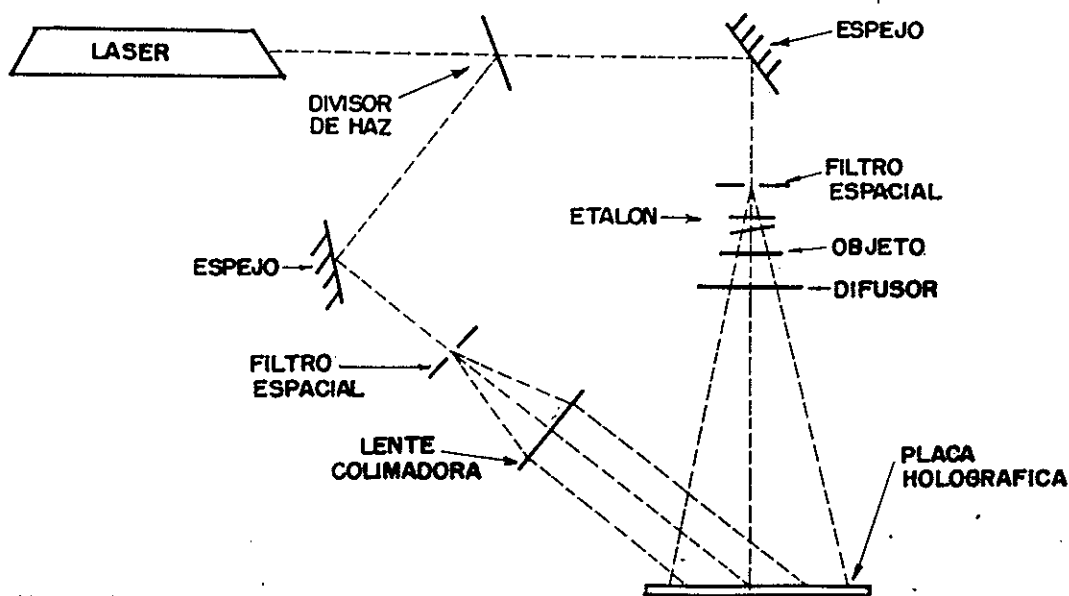 LASER
ESPEJO
DIVISOR
DE HAZ
FILTRO
ESPACIAL
ETALON
OBJETO
DIFUSOR
ESPEJO
FILTRO
ESPACIAL
LENTE
COLIMADORA
PLACA
HOLOGRAFICA